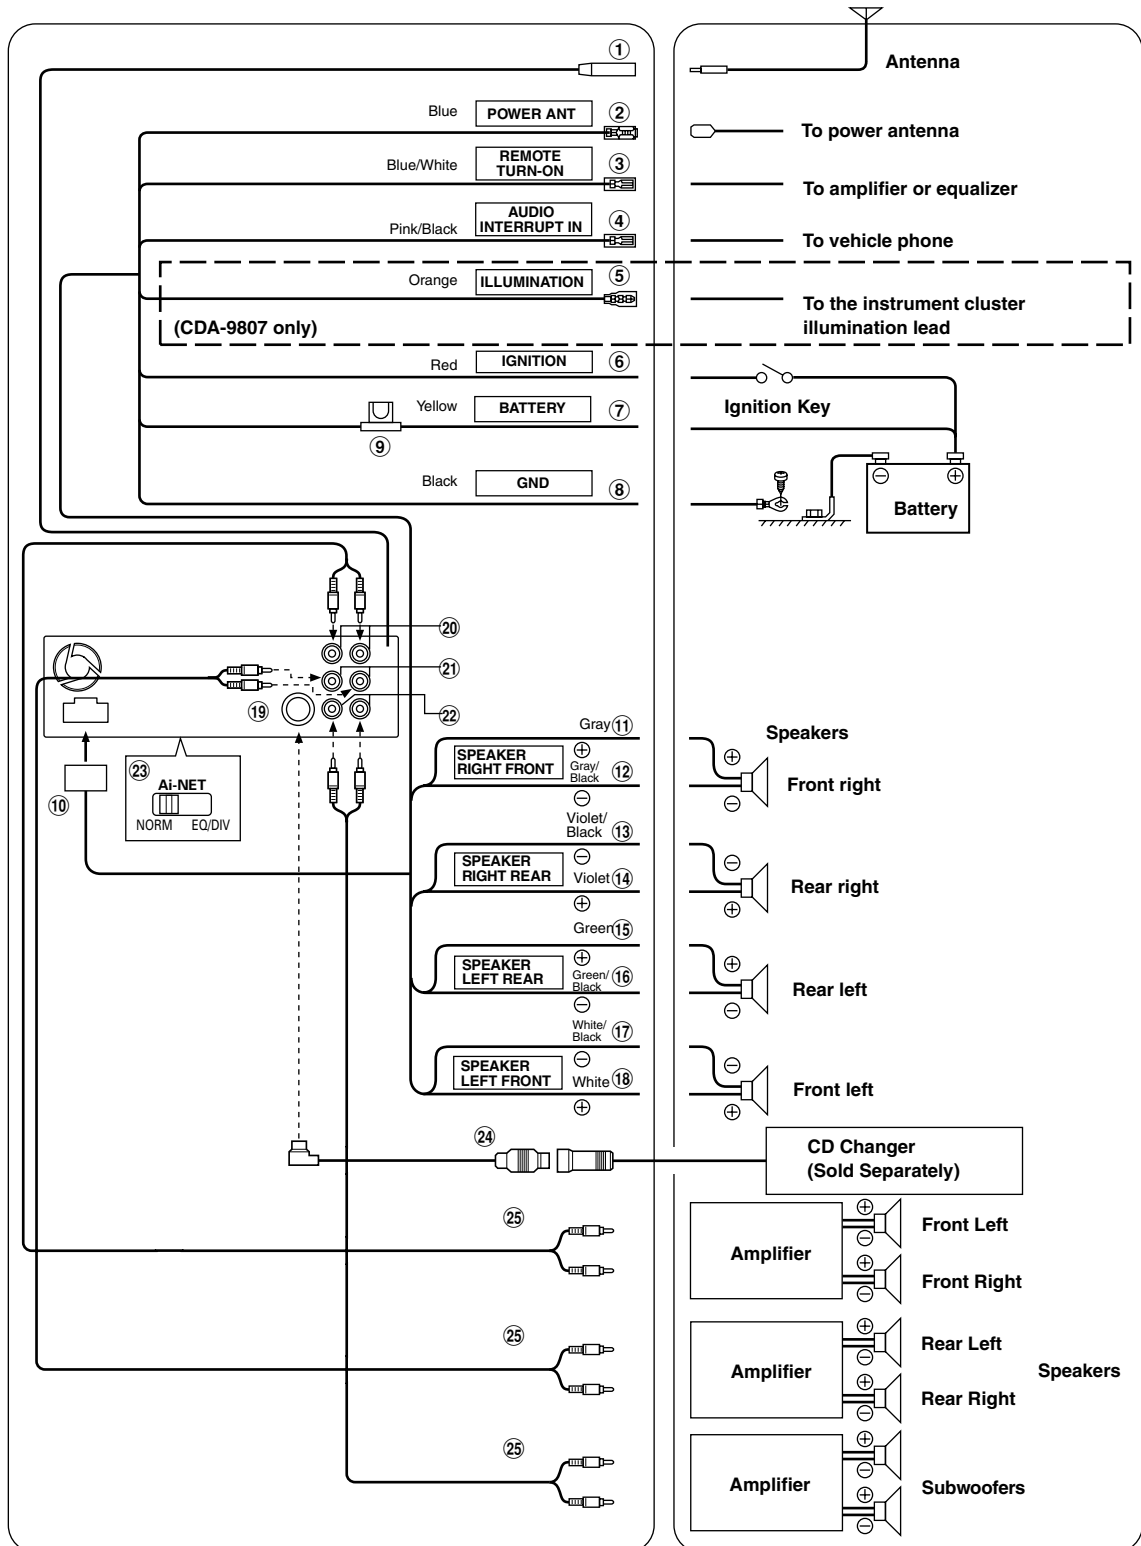 ①
Antenna
Blue
POWER ANT
②
To power antenna
Blue/White
REMOTE
TURN-ON
③
To amplifier or equalizer
Pink/Black
AUDIO
INTERRUPT IN
④
To vehicle phone
Orange
ILLUMINATION
⑤
To the instrument cluster
illumination lead
(CDA-9807 only)
Red
IGNITION
⑥
Ignition Key
Yellow
BATTERY
⑦
⑨
Black
GND
⑧
⊖
⊕
Battery
⑳
㉑
⑲
㉒
㉓
Ai-NET
NORM
EQ/DIV
⑩
Speakers
Gray ⑪
SPEAKER
RIGHT FRONT
⊕
Gray/
Black
⑫
⊖
⊕
⊖
Front right
Violet/
Black
⑬
SPEAKER
RIGHT REAR
⊖
Violet ⑭
⊕
⊖
⊕
Rear right
Green ⑮
SPEAKER
LEFT REAR
⊕
Green/
Black
⑯
⊖
⊕
⊖
Rear left
White/
Black
⑰
SPEAKER
LEFT FRONT
⊖
White ⑱
⊕
⊖
⊕
Front left
㉔
CD Changer
(Sold Separately)
㉕
Amplifier
⊕
⊖
Front Left
⊕
⊖
Front Right
㉕
Amplifier
⊕
⊖
Rear Left
⊕
⊖
Rear Right
Speakers
㉕
Amplifier
⊕
⊖
⊕
⊖
Subwoofers